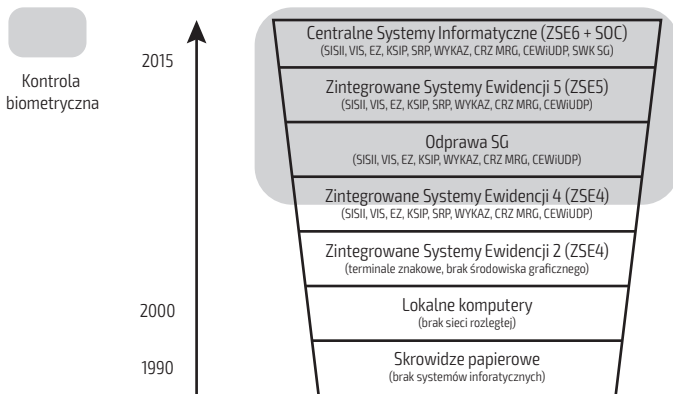 Kontrola
biometryczna
2015
2000
1990
Centralne Systemy Informatyczne (ZSE6 + SOC)
(SISII, VIS, EZ, KSIP, SRP, WYKAZ, CRZ MRG, CEWiUDP, SWK SG)
Zintegrowane Systemy Ewidencji 5 (ZSE5)
(SISII, VIS, EZ, KSIP, SRP, WYKAZ, CRZ MRG, CEWiUDP)
Odprawa SG
(SISII, VIS, EZ, KSIP, WYKAZ, CRZ MRG, CEWiUDP)
Zintegrowane Systemy Ewidencji 4 (ZSE4)
(SISII, VIS, EZ, KSIP, SRP, WYKAZ, CRZ MRG, CEWiUDP)
Zintegrowane Systemy Ewidencji 2 (ZSE4)
(terminale znakowe, brak środowiska graficznego)
Lokalne komputery
(brak sieci rozległej)
Skrowidze papierowe
(brak systemów inforatycznych)